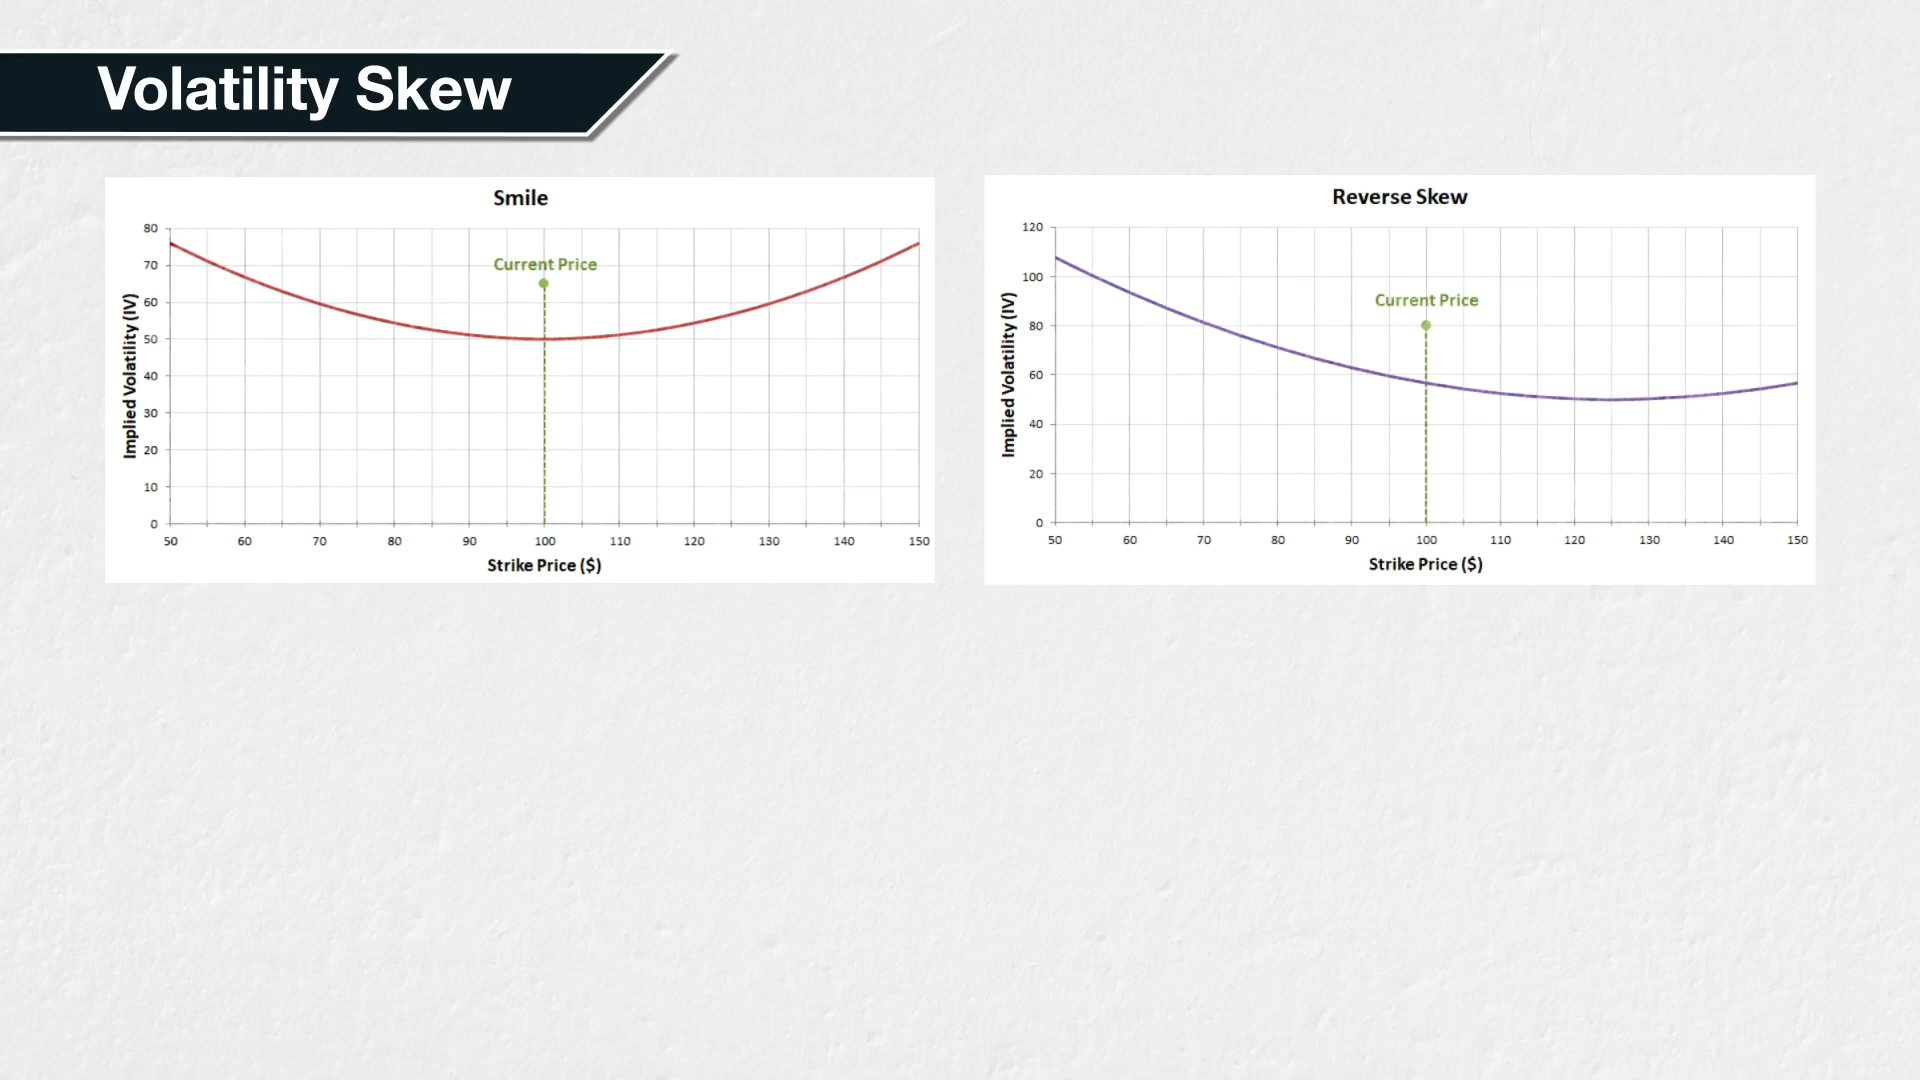 Volatility Skew
Smile
80
70
60
50
40
30
20
10
0
Implied Volatility (IV)
Current Price
50 60 70 80 90 100 110 120 130 140 150
Strike Price ($)
Reverse Skew
120
100
80
60
40
20
0
Implied Volatility (IV)
Current Price
50 60 70 80 90 100 110 120 130 140 150
Strike Price ($)